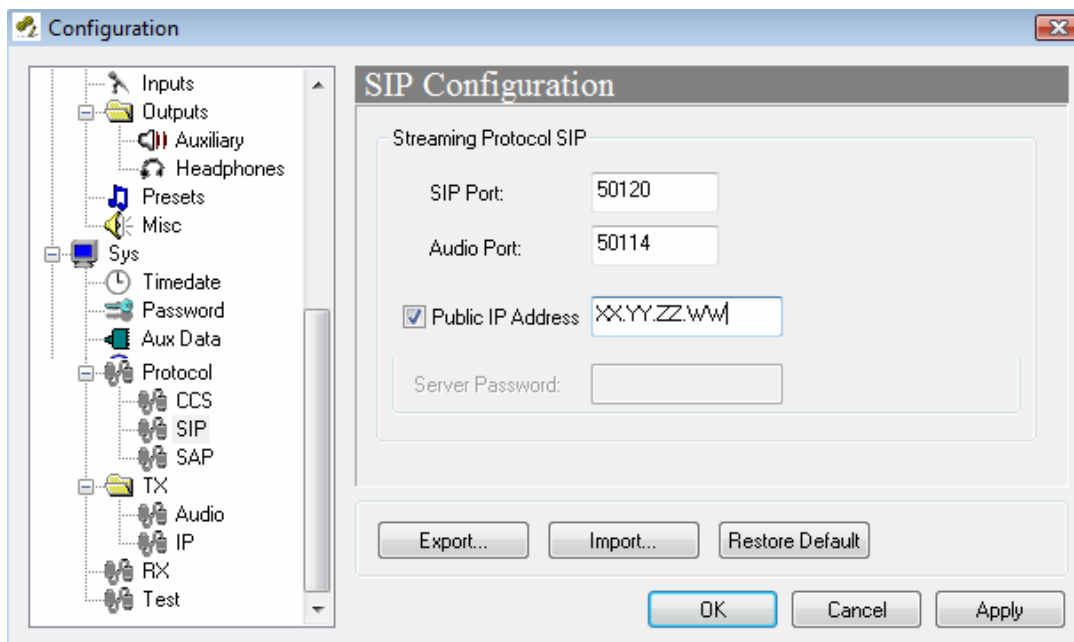 Configuration
Inputs
Outputs
Auxiliary
Headphones
Presets
Misc
Sys
Timedate
Password
Aux Data
Protocol
CCS
SIP
SAP
TX
Audio
IP
RX
Test
SIP Configuration
Streaming Protocol SIP
SIP Port: 50120
Audio Port: 50114
Public IP Address XX.YY.ZZ.WW
Server Password:
Export... Import... Restore Default
OK Cancel Apply